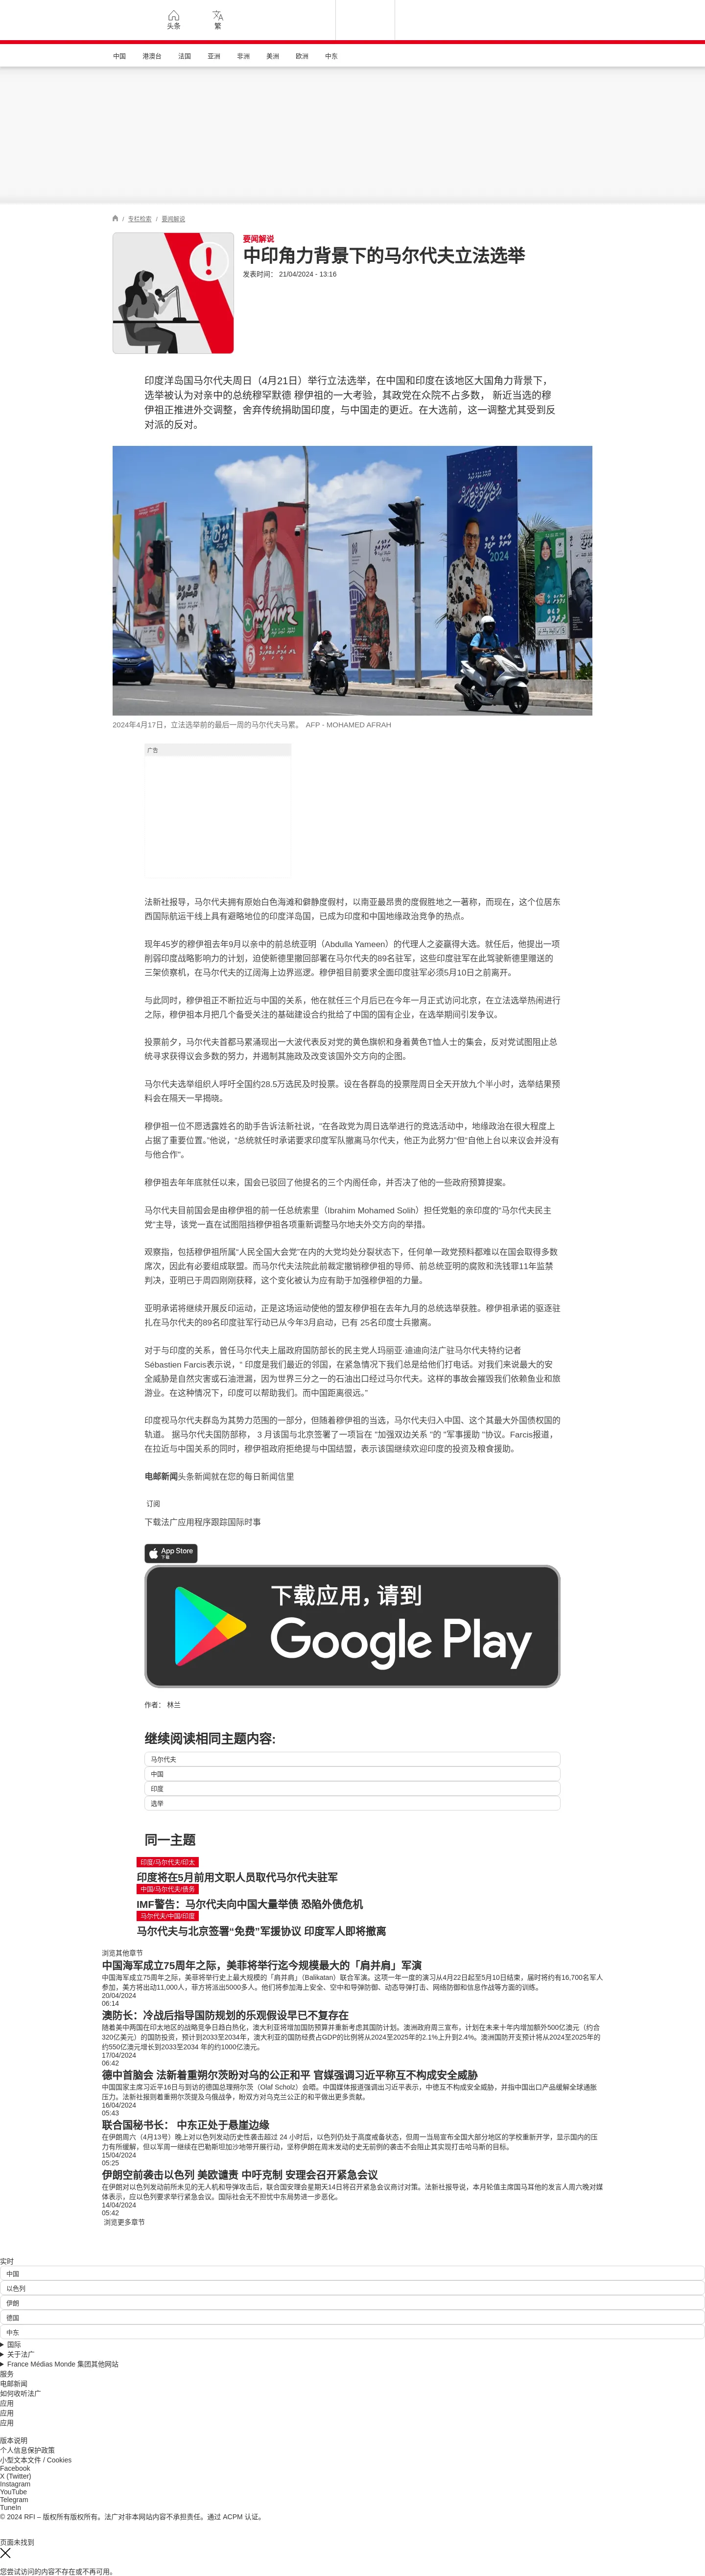 头条
繁
中国
港澳台
法国
亚洲
非洲
美洲
欧洲
中东
/ 专栏检索 / 要闻解说
要闻解说
中印角力背景下的马尔代夫立法选举
发表时间： 21/04/2024 - 13:16
印度洋岛国马尔代夫周日（4月21日）举行立法选举，在中国和印度在该地区大国角力背景下，
选举被认为对亲中的总统穆罕默德 穆伊祖的一大考验，其政党在众院不占多数， 新近当选的穆
伊祖正推进外交调整，舍弃传统捐助国印度，与中国走的更近。在大选前，这一调整尤其受到反
对派的反对。
2024年4月17日，立法选举前的最后一周的马尔代夫马累。 AFP - MOHAMED AFRAH
广告
法新社报导，马尔代夫拥有原始白色海滩和僻静度假村，以南亚最昂贵的度假胜地之一著称，而现在，这个位居东
西国际航运干线上具有避略地位的印度洋岛国，已成为印度和中国地缘政治竞争的热点。
现年45岁的穆伊祖去年9月以亲中的前总统亚明（Abdulla Yameen）的代理人之姿赢得大选。就任后，他提出一项
削弱印度战略影响力的计划，迫使新德里撤回部署在马尔代夫的89名驻军，这些印度驻军在此驾驶新德里赠送的
三架侦察机，在马尔代夫的辽阔海上边界巡逻。穆伊祖目前要求全面印度驻军必须5月10日之前离开。
与此同时，穆伊祖正不断拉近与中国的关系，他在就任三个月后已在今年一月正式访问北京，在立法选举热闹进行
之际，穆伊祖本月把几个备受关注的基础建设合约批给了中国的国有企业，在选举期间引发争议。
投票前夕，马尔代夫首都马累涌现出一大波代表反对党的黄色旗帜和身着黄色T恤人士的集会，反对党试图阻止总
统寻求获得议会多数的努力，并遏制其施政及改变该国外交方向的企图。
马尔代夫选举组织人呼吁全国约28.5万选民及时投票。设在各群岛的投票陛周日全天开放九个半小时，选举结果预
料会在隔天一早揭晓。
穆伊祖一位不愿透露姓名的助手告诉法新社说，"在各政党为周日选举进行的竞选活动中，地缘政治在很大程度上
占据了重要位置。"他说，“总统就任时承诺要求印度军队撤离马尔代夫，他正为此努力”但“自他上台以来议会并没有
与他合作”。
穆伊祖去年年底就任以来，国会已驳回了他提名的三个内阁任命，并否决了他的一些政府预算提案。
马尔代夫目前国会是由穆伊祖的前一任总统索里（Ibrahim Mohamed Solih）担任党魁的亲印度的“马尔代夫民主
党”主导，该党一直在试图阻挡穆伊祖各项重新调整马尔地夫外交方向的举措。
观察指，包括穆伊祖所属“人民全国大会党”在内的大党均处分裂状态下，任何单一政党预料都难以在国会取得多数
席次，因此有必要组成联盟。而马尔代夫法院此前裁定撤销穆伊祖的导师、前总统亚明的腐败和洗钱罪11年监禁
判决，亚明已于周四刚刚获释，这个变化被认为应有助于加强穆伊祖的力量。
亚明承诺将继续开展反印运动，正是这场运动使他的盟友穆伊祖在去年九月的总统选举获胜。穆伊祖承诺的驱逐驻
扎在马尔代夫的89名印度驻军行动已从今年3月启动，已有 25名印度士兵撤离。
对于与印度的关系，曾任马尔代夫上届政府国防部长的民主党人玛丽亚·迪迪向法广驻马尔代夫特约记者
Sébastien Farcis表示说，“ 印度是我们最近的邻国，在紧急情况下我们总是给他们打电话。对我们来说最大的安
全威胁是自然灾害或石油泄漏，因为世界三分之一的石油出口经过马尔代夫。这样的事故会摧毁我们依赖鱼业和旅
游业。在这种情况下，印度可以帮助我们。而中国距离很远。”
印度视马尔代夫群岛为其势力范围的一部分，但随着穆伊祖的当选，马尔代夫归入中国、这个其最大外国债权国的
轨道。 据马尔代夫国防部称， 3 月该国与北京签署了一项旨在 "加强双边关系 "的 "军事援助 "协议。Farcis报道，
在拉近与中国关系的同时，穆伊祖政府拒绝提与中国结盟，表示该国继续欢迎印度的投资及粮食援助。
电邮新闻头条新闻就在您的每日新闻信里
订阅
下载法广应用程序跟踪国际时事
App Store
下载
下载应用，请到
Google Play
作者： 林兰
继续阅读相同主题内容:
马尔代夫
中国
印度
选举
同一主题
印度/马尔代夫/印太
印度将在5月前用文职人员取代马尔代夫驻军
中国/马尔代夫/债务
IMF警告：马尔代夫向中国大量举债 恐陷外债危机
马尔代夫/中国/印度
马尔代夫与北京签署“免费”军援协议 印度军人即将撤离
浏览其他章节
中国海军成立75周年之际，美菲将举行迄今规模最大的「肩并肩」军演
中国海军成立75周年之际，美菲将举行史上最大规模的「肩并肩」（Balikatan）联合军演。这项一年一度的演习从4月22日起至5月10日结束，届时将约有16,700名军人
参加，美方将出动11,000人，菲方将派出5000多人。他们将参加海上安全、空中和导弹防御、动态导弹打击、网络防御和信息作战等方面的训练。
20/04/2024
06:14
澳防长：冷战后指导国防规划的乐观假设早已不复存在
随着美中两国在印太地区的战略竞争日趋白热化，澳大利亚将增加国防预算并重新考虑其国防计划。澳洲政府周三宣布，计划在未来十年内增加额外500亿澳元（约合
320亿美元）的国防投资，预计到2033至2034年，澳大利亚的国防经费占GDP的比例将从2024至2025年的2.1%上升到2.4%。澳洲国防开支预计将从2024至2025年的
约550亿澳元增长到2033至2034 年的约1000亿澳元。
17/04/2024
06:42
德中首脑会 法新着重朔尔茨盼对乌的公正和平 官媒强调习近平称互不构成安全威胁
中国国家主席习近平16日与到访的德国总理朔尔茨（Olaf Scholz）会晤。中国媒体报道强调出习近平表示，中德互不构成安全威胁，并指中国出口产品缓解全球通胀
压力。法新社报则着重朔尔茨提及乌俄战争，盼双方对乌克兰公正的和平做出更多贡献。
16/04/2024
05:43
联合国秘书长： 中东正处于悬崖边缘
在伊朗周六（4月13号）晚上对以色列发动历史性袭击超过 24 小时后，以色列仍处于高度戒备状态，但周一当局宣布全国大部分地区的学校重新开学，显示国内的压
力有所缓解，但以军周一继续在巴勒斯坦加沙地带开展行动，坚称伊朗在周末发动的史无前例的袭击不会阻止其实现打击哈马斯的目标。
15/04/2024
05:25
伊朗空前袭击以色列 美欧谴责 中吁克制 安理会召开紧急会议
在伊朗对以色列发动前所未见的无人机和导弹攻击后，联合国安理会星期天14日将召开紧急会议商讨对策。法新社报导说，本月轮值主席国马耳他的发言人周六晚对媒
体表示，应以色列要求举行紧急会议。国际社会无不担忧中东局势进一步恶化。
14/04/2024
05:42
浏览更多章节
实时
中国
以色列
伊朗
德国
中东
国际
关于法广
France Médias Monde 集团其他网站
服务
电邮新闻
如何收听法广
应用
应用
应用
版本说明
个人信息保护政策
小型文本文件 / Cookies
Facebook
X (Twitter)
Instagram
YouTube
Telegram
TuneIn
© 2024 RFI – 版权所有版权所有。法广对非本网站内容不承担责任。通过 ACPM 认证。
页面未找到
您尝试访问的内容不存在或不再可用。